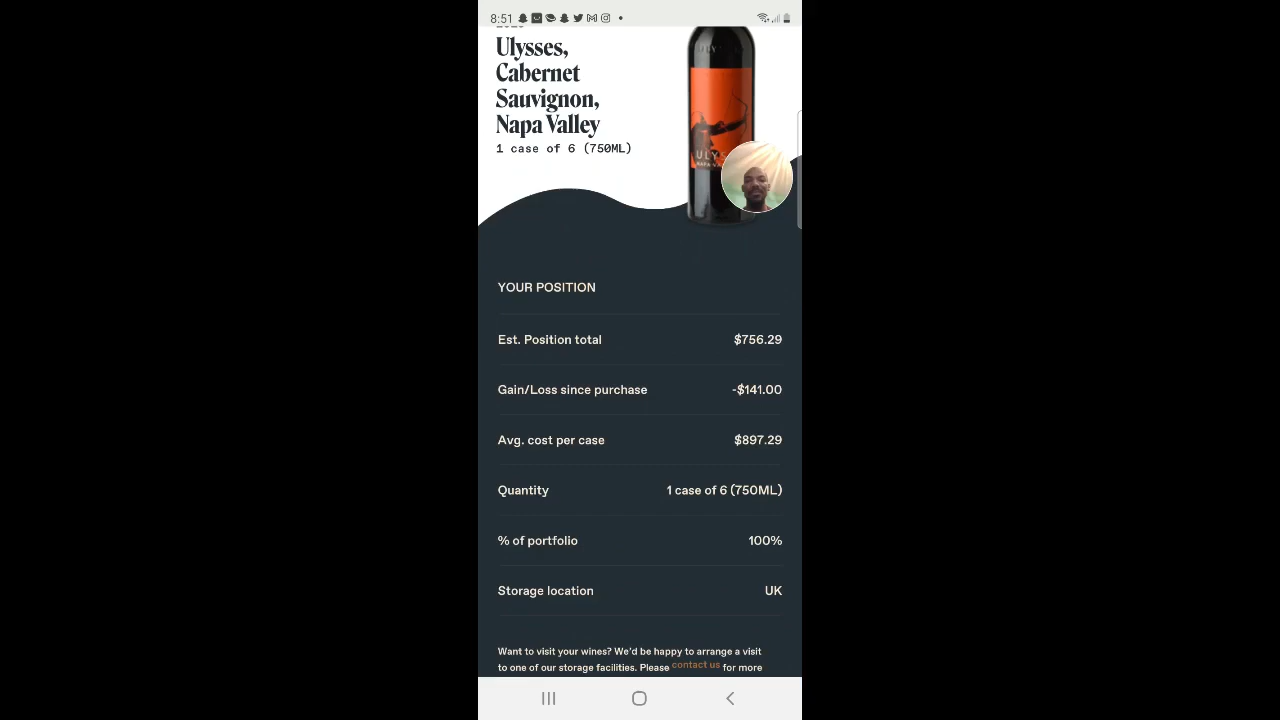 8:51
Ulysses,
Cabernet
Sauvignon,
Napa Valley
1 case of 6 (750ML)
YOUR POSITION
Est. Position total $756.29
Gain/Loss since purchase -$141.00
Avg. cost per case $897.29
Quantity 1 case of 6 (750ML)
% of portfolio 100%
Storage location UK
Want to visit your wines? We'd be happy to arrange a visit
to one of our storage facilities. Please contact us for more